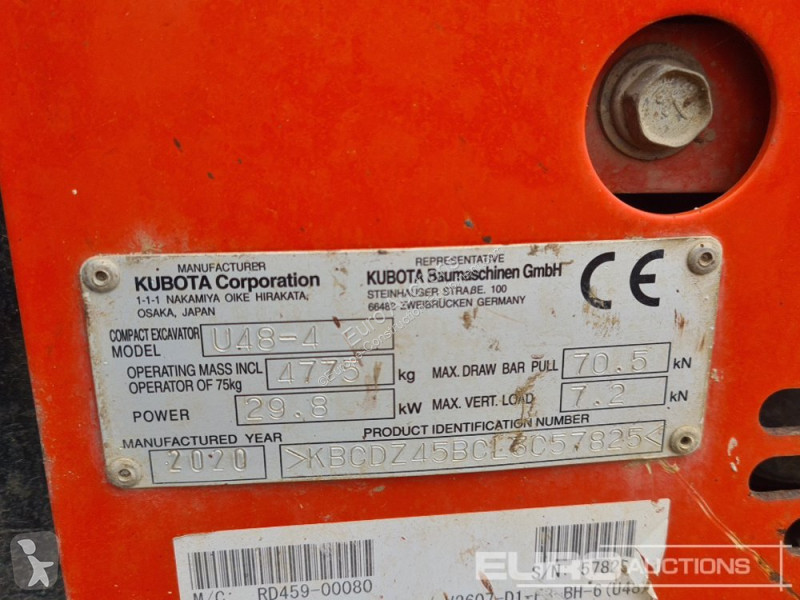 MANUFACTURER
KUBOTA Corporation
1-1-1 NAKAMIYA OIKE HIRAKATA,
OSAKA, JAPAN
REPRESENTATIVE
KUBOTA Baumaschinen GmbH
STEINHAUSER STRAßE. 100
66482 ZWEIBRÜCKEN GERMANY
CE
COMPACT EXCAVATOR
MODEL U48-4
OPERATING MASS INCL
OPERATOR OF 75kg 4775 kg
MAX. DRAW BAR PULL 70.5 kN
POWER 29.8 kW
MAX. VERT. LOAD 7.2 kN
MANUFACTURED YEAR
2020
PRODUCT IDENTIFICATION NUMBER
>KBCDZ45BCL3C57825<
M/C: RD459-00080
S/N 57825
BH-6
EURO AUCTIONS